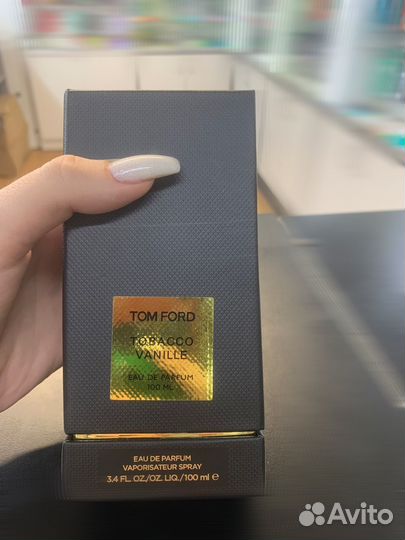 TOM FORD
TOBACCO
VANILLE
EAU DE PARFUM
100 ML
EAU DE PARFUM
VAPORISATEUR SPRAY
3.4 FL. OZ./OZ. LIQ./100 ml e
Avito